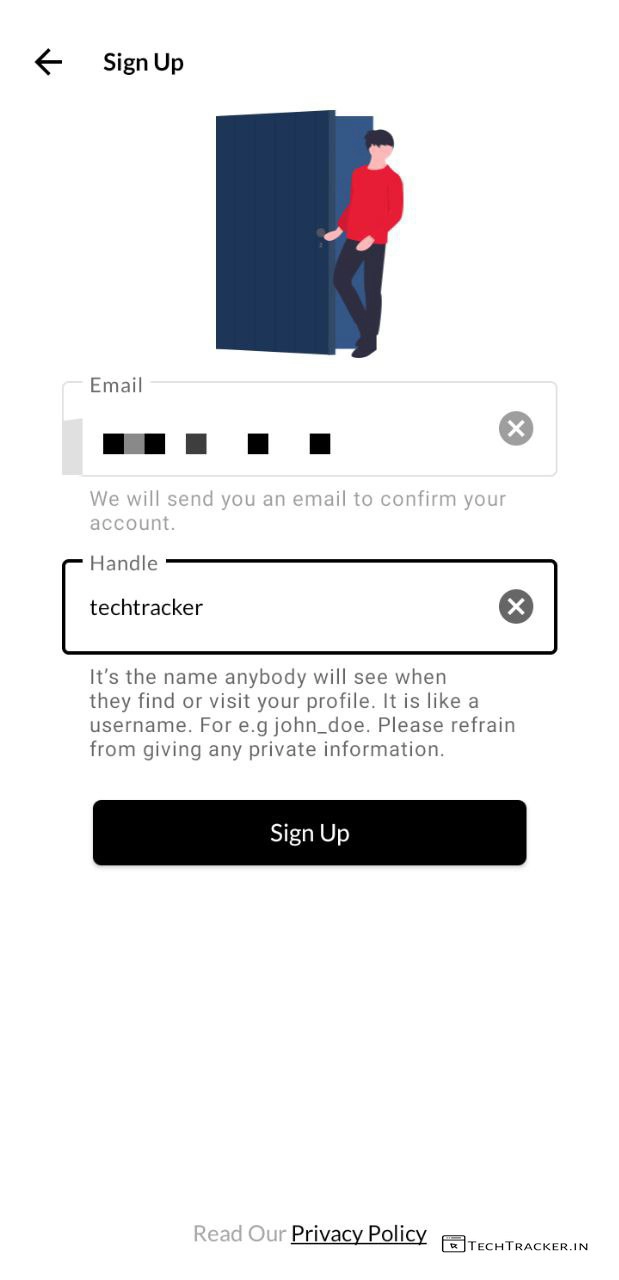 Sign Up
Email
We will send you an email to confirm your
account.
Handle
techtracker
It's the name anybody will see when
they find or visit your profile. It is like a
username. For e.g john_doe. Please refrain
from giving any private information.
Sign Up
Read Our Privacy Policy
TECHTRACKER.IN